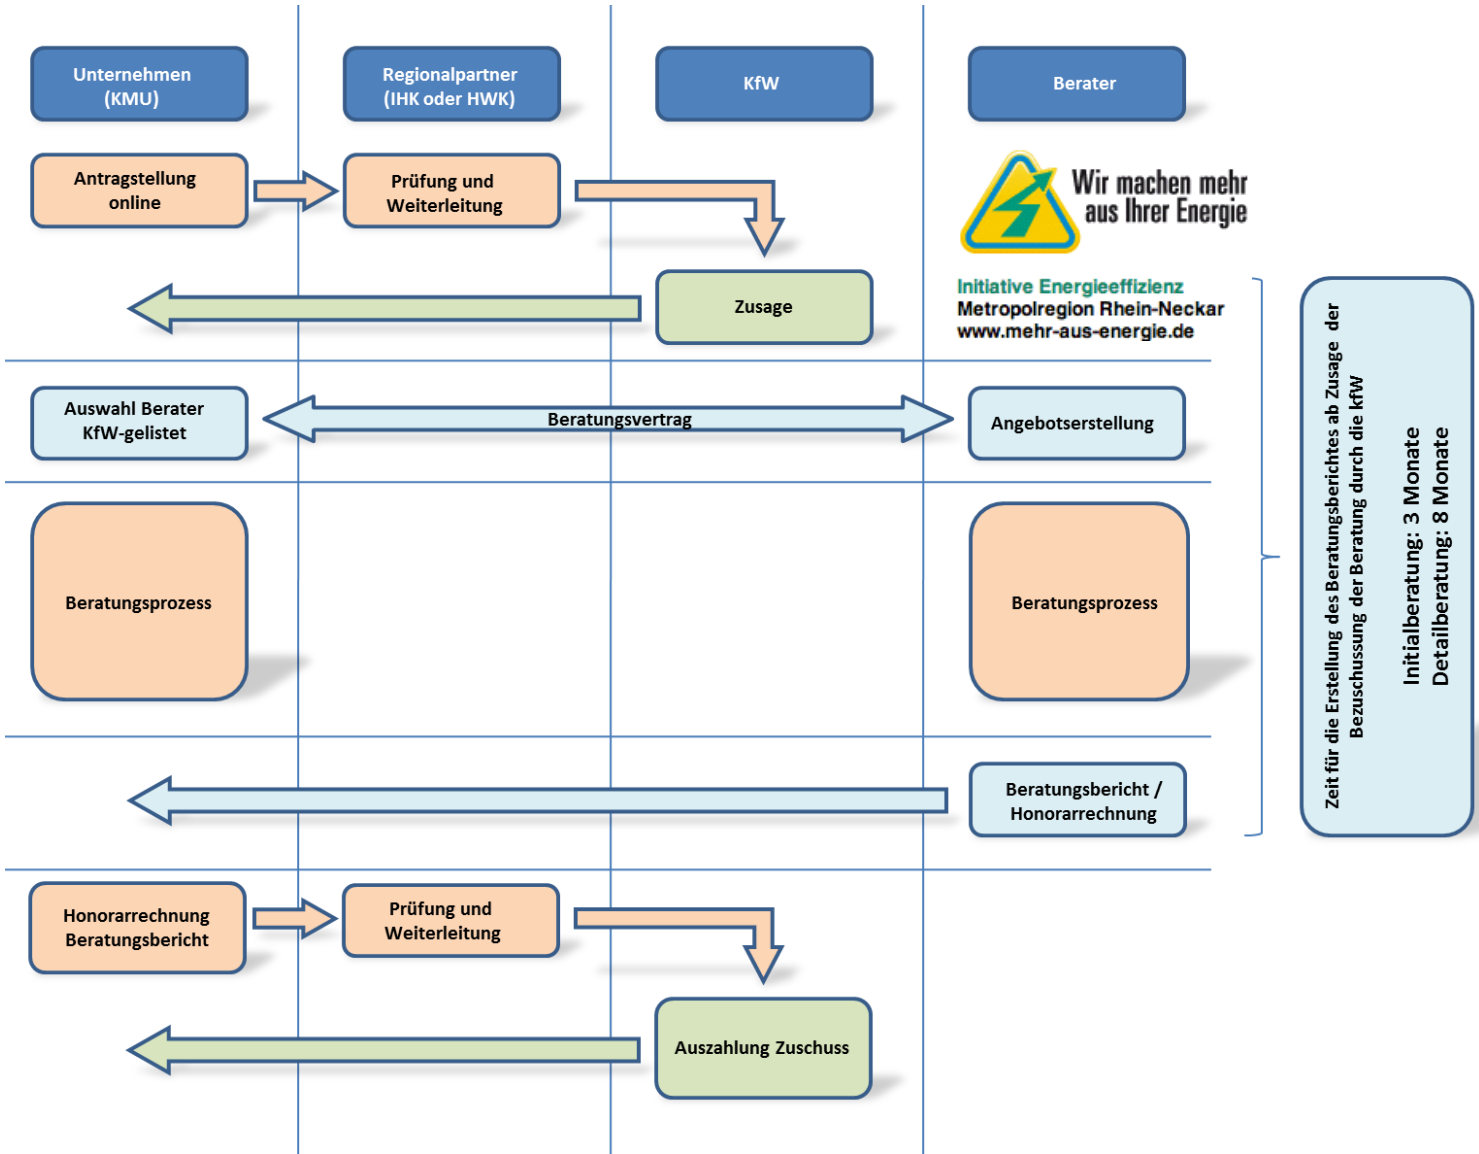 Unternehmen
(KMU)
Regionalpartner
(IHK oder HWK)
KfW
Berater
Antragstellung
online
Prüfung und
Weiterleitung
Wir machen mehr
aus Ihrer Energie
Zusage
Initiative Energieeffizienz
Metropolregion Rhein-Neckar
www.mehr-aus-energie.de
Auswahl Berater
KfW-gelistet
Beratungsvertrag
Angebotserstellung
Beratungsprozess
Beratungsprozess
Beratungsbericht /
Honorarrechnung
Zeit für die Erstellung des Beratungsberichtes ab Zusage der
Bezuschussung der Beratung durch die kfW
Initialberatung: 3 Monate
Detailberatung: 8 Monate
Honorarrechnung
Beratungsbericht
Prüfung und
Weiterleitung
Auszahlung Zuschuss